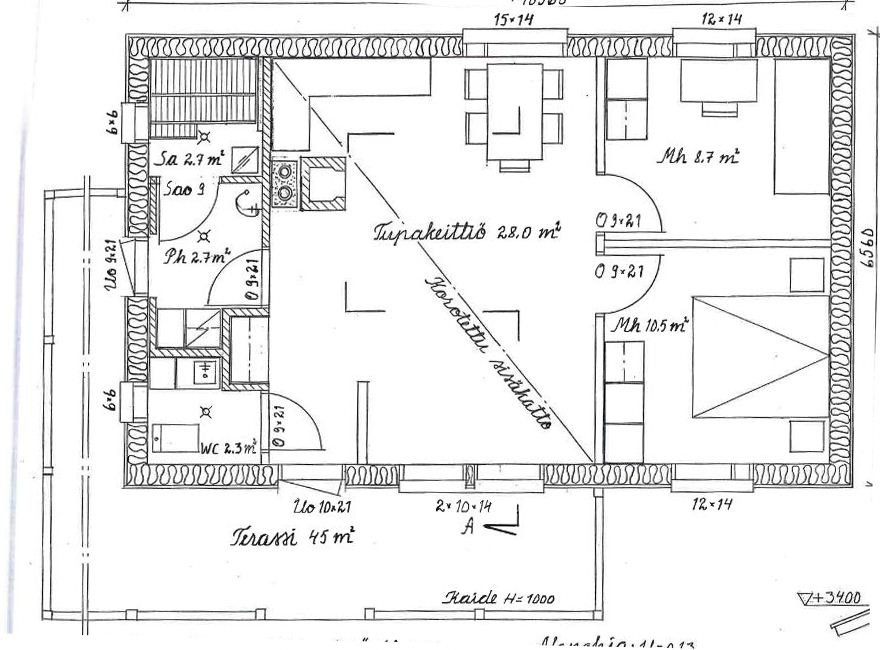 15×14
12×14
6×6
Sa 2.7 m²
Sao 9
Mh 8.7 m²
Tupakeittiö 28.0 m²
O 9×21
6560
Uo 9×21
Ph 2.7 m²
O 9×21
O 9×21
Korotettu sisäkatto
Mh 10.5 m²
6×6
O 9×21
WC 2.3 m²
Uo 10×21
2×10×14
12×14
A
Terassi 45 m²
Kaide H=1000
+34.00